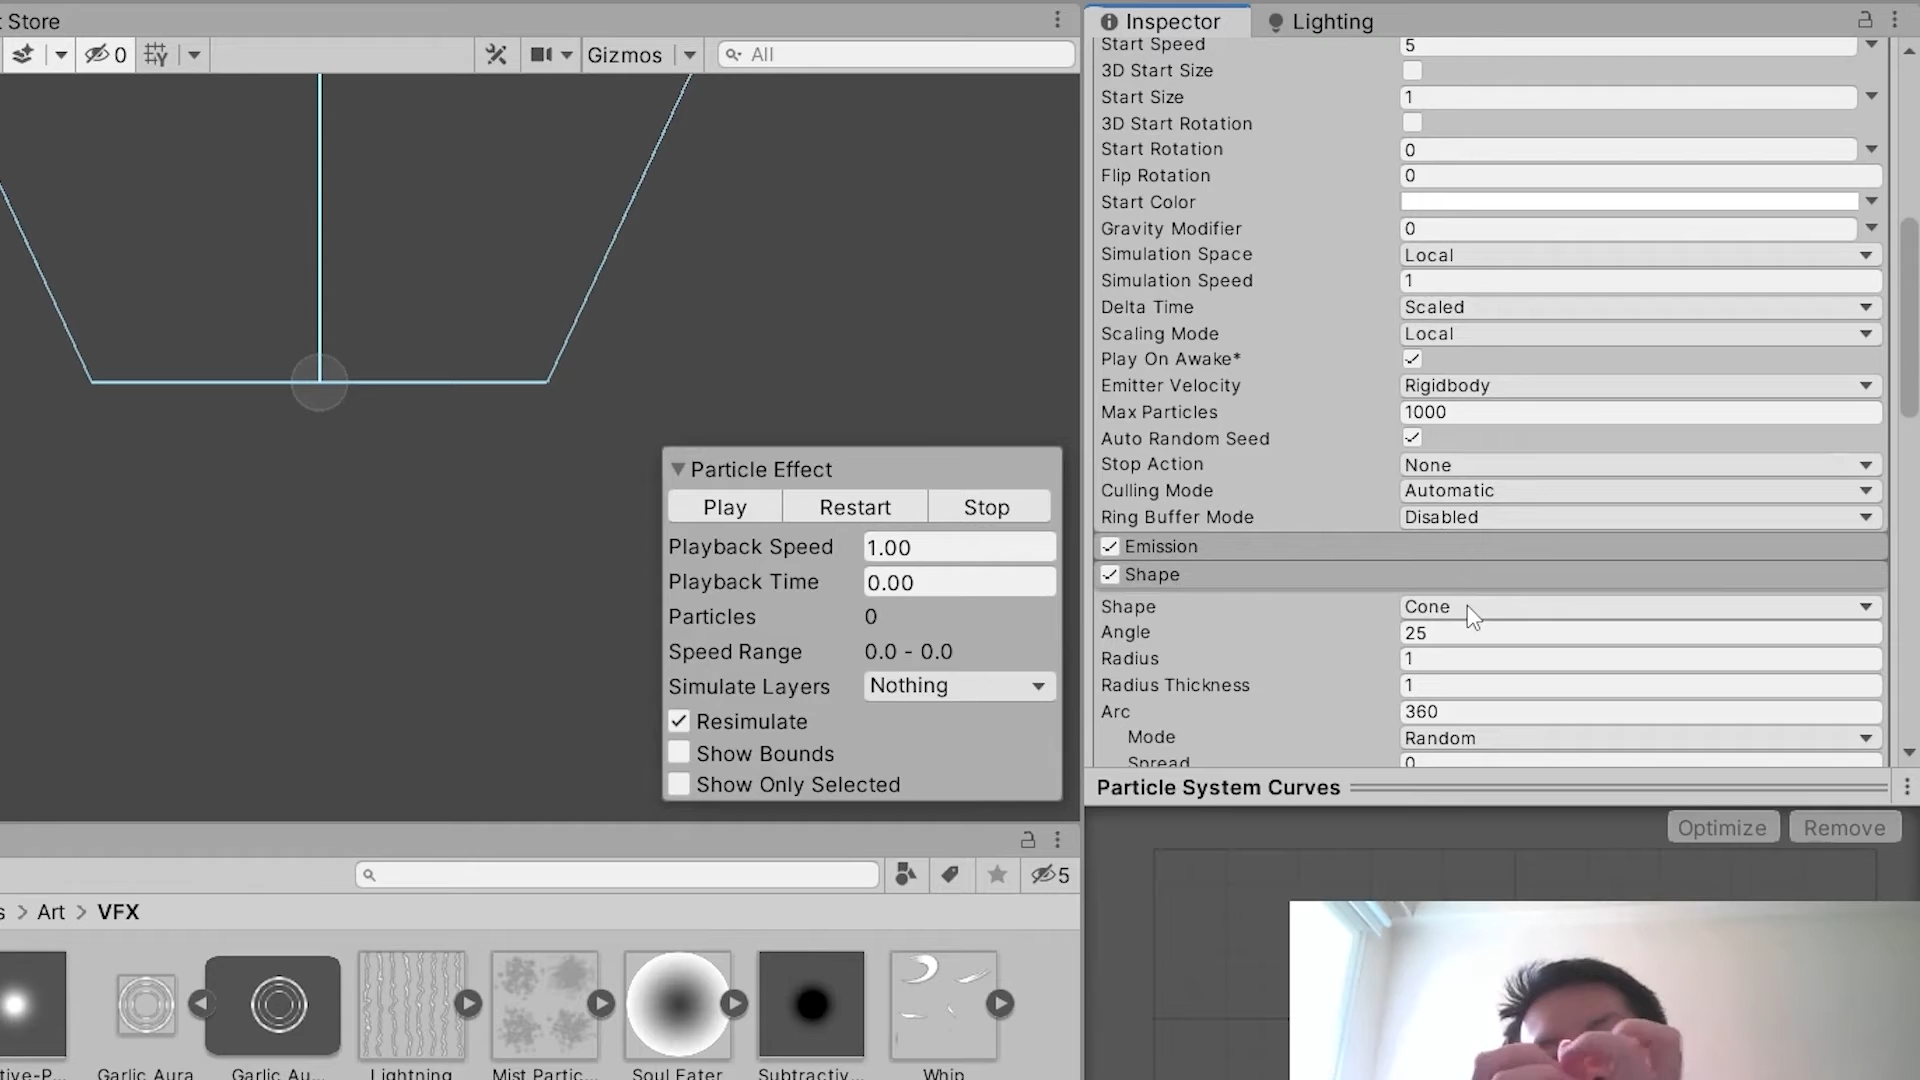 t Store
Inspector
Lighting
0
Gizmos
All
Start Speed 5
3D Start Size
Start Size 1
3D Start Rotation
Start Rotation 0
Flip Rotation 0
Start Color
Gravity Modifier 0
Simulation Space Local
Simulation Speed 1
Delta Time Scaled
Scaling Mode Local
Play On Awake*
Emitter Velocity Rigidbody
Max Particles 1000
Auto Random Seed
Stop Action None
Culling Mode Automatic
Ring Buffer Mode Disabled
Emission
Shape
Shape Cone
Angle 25
Radius 1
Radius Thickness 1
Arc 360
Mode Random
Spread 0
Particle System Curves
Optimize Remove
Particle Effect
Play Restart Stop
Playback Speed 1.00
Playback Time 0.00
Particles 0
Speed Range 0.0 - 0.0
Simulate Layers Nothing
Resimulate
Show Bounds
Show Only Selected
5
s > Art > VFX
tive-P... Garlic Aura Garlic Au... Lightning Mist Partic... Soul Eater Subtractiv... Whip